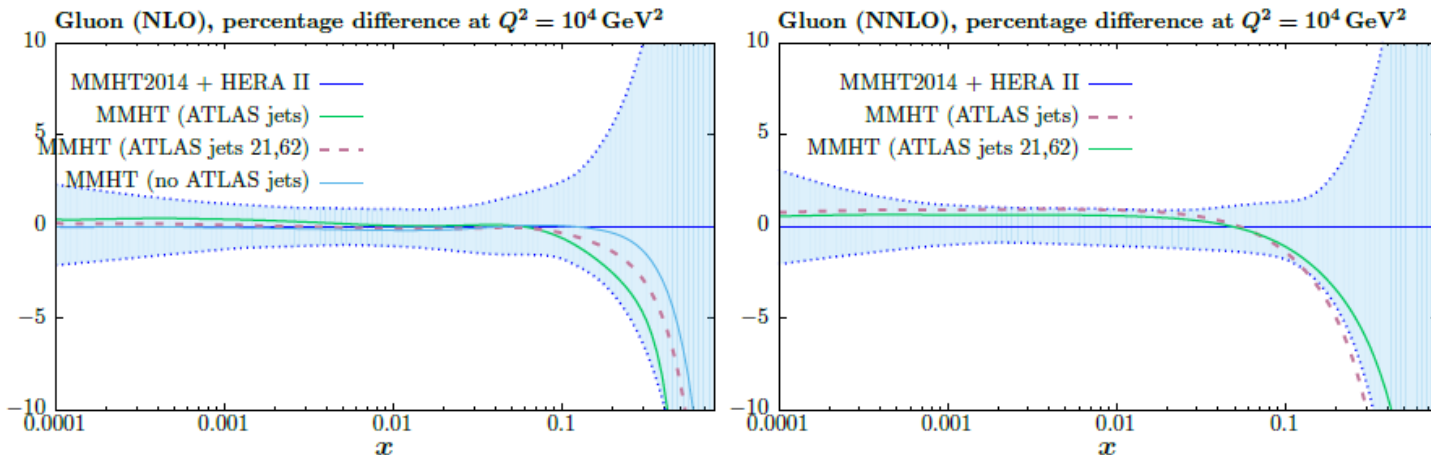 Gluon (NLO), percentage difference at Q² = 10⁴ GeV²
10
5
0
−5
−10
MMHT2014 + HERA II
MMHT (ATLAS jets)
MMHT (ATLAS jets 21,62)
MMHT (no ATLAS jets)
0.0001
0.001
0.01
0.1
x
Gluon (NNLO), percentage difference at Q² = 10⁴ GeV²
10
5
0
−5
−10
MMHT2014 + HERA II
MMHT (ATLAS jets)
MMHT (ATLAS jets 21,62)
0.0001
0.001
0.01
0.1
x